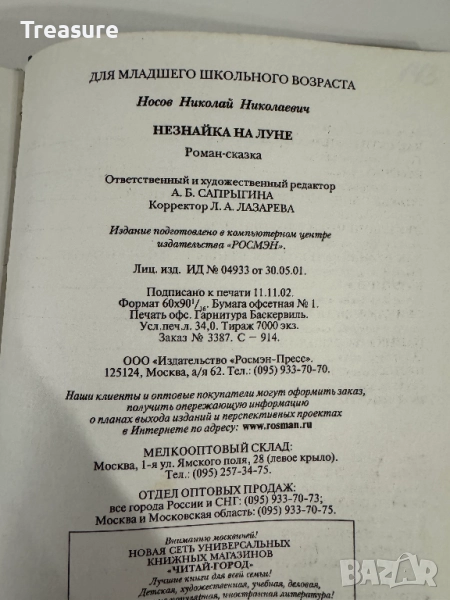 Treasure
ДЛЯ МЛАДШЕГО ШКОЛЬНОГО ВОЗРАСТА
Носов Николай Николаевич
НЕЗНАЙКА НА ЛУНЕ
Роман-сказка
Ответственный и художественный редактор
А. Б. САПРЫГИНА
Корректор Л. А. ЛАЗАРЕВА
Издание подготовлено в компьютерном центре
издательства «РОСМЭН».
Лиц. изд. ИД № 04933 от 30.05.01.
Подписано к печати 11.11.02.
Формат 60х90¹/₁₆. Бумага офсетная № 1.
Печать офс. Гарнитура Баскервиль.
Усл.печ.л. 34,0. Тираж 7000 экз.
Заказ № 3387. С – 914.
ООО «Издательство «Росмэн-Пресс».
125124, Москва, а/я 62. Тел.: (095) 933-70-70.
Наши клиенты и оптовые покупатели могут оформить заказ,
получить опережающую информацию
о планах выхода изданий и перспективных проектах
в Интернете по адресу: www.rosman.ru
МЕЛКООПТОВЫЙ СКЛАД:
Москва, 1-я ул. Ямского поля, 28 (левое крыло).
Тел.: (095) 257-34-75.
ОТДЕЛ ОПТОВЫХ ПРОДАЖ:
все города России и СНГ: (095) 933-70-73;
Москва и Московская область: (095) 933-70-75.
Вниманию москвичей!
НОВАЯ СЕТЬ УНИВЕРСАЛЬНЫХ
КНИЖНЫХ МАГАЗИНОВ
«ЧИТАЙ-ГОРОД»
Лучшие книги для всей семьи!
Детская, художественная, учебная, деловая,
иностранная литература!
BAZAR.BG